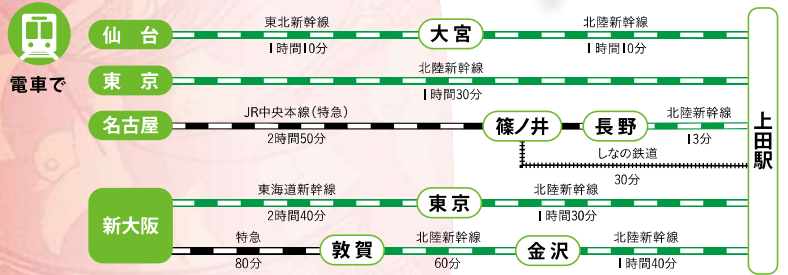 電車で
仙台 東北新幹線 1時間10分 大宮 北陸新幹線 1時間10分
東京 北陸新幹線 1時間30分
名古屋 JR中央本線(特急) 2時間50分 篠ノ井 長野 北陸新幹線 13分
しなの鉄道 30分
新大阪 東海道新幹線 2時間40分 東京 北陸新幹線 1時間30分
特急 80分 敦賀 北陸新幹線 60分 金沢 北陸新幹線 1時間40分
上田駅